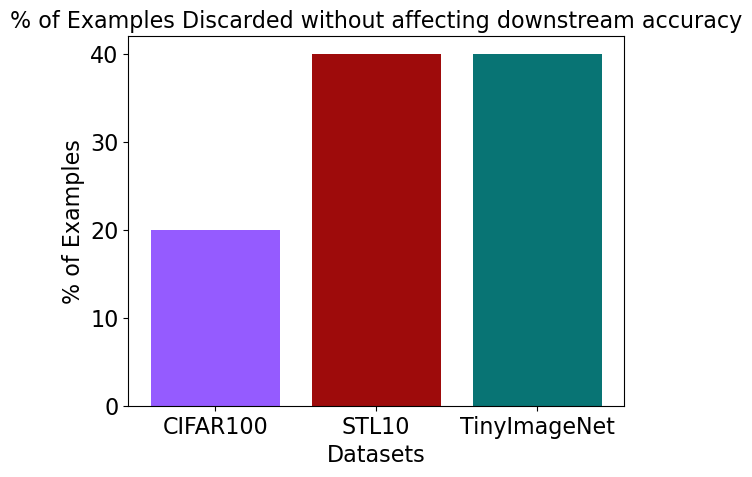 % of Examples Discarded without affecting downstream accuracy
% of Examples
40
30
20
10
0
CIFAR100 STL10 TinyImageNet
Datasets